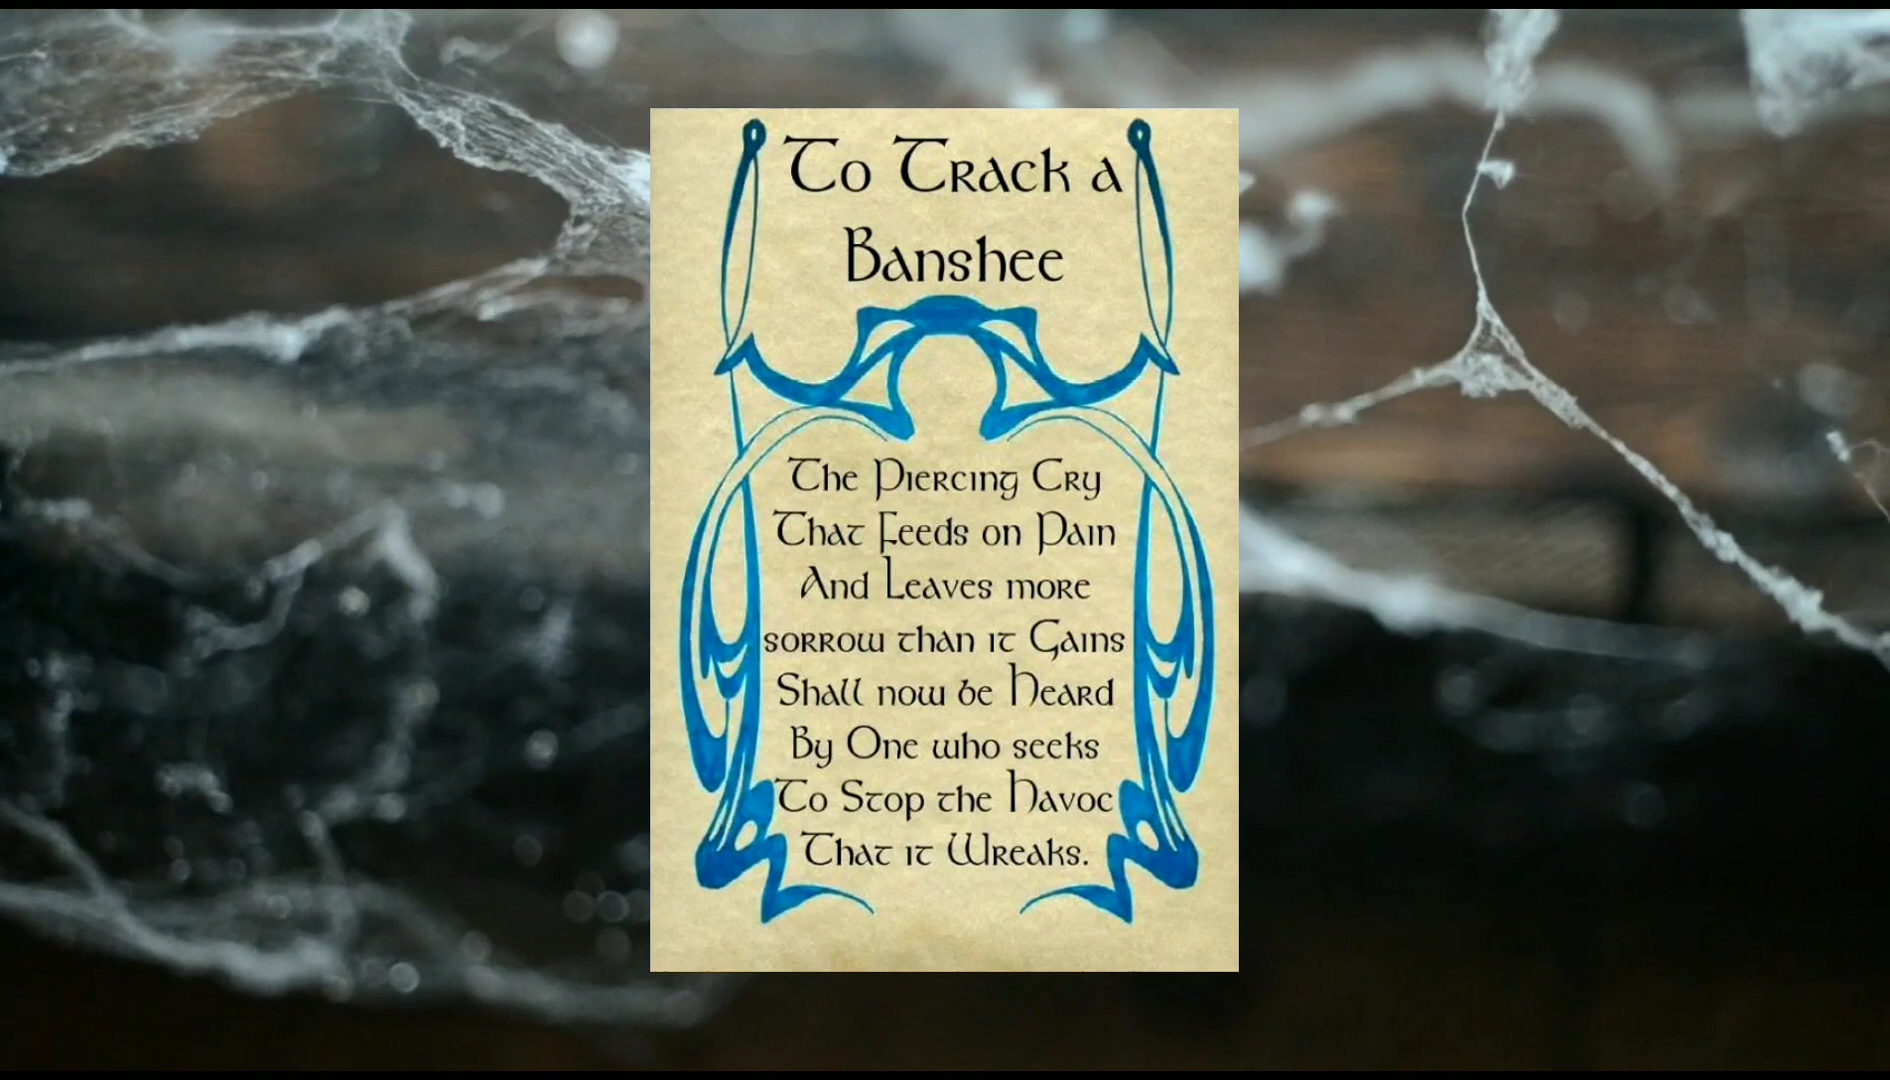 To Track a
Banshee
The Piercing Cry
That Feeds on Pain
And Leaves more
sorrow than it Gains
Shall now be Heard
By One who seeks
To Stop the Havoc
That it Wreaks.